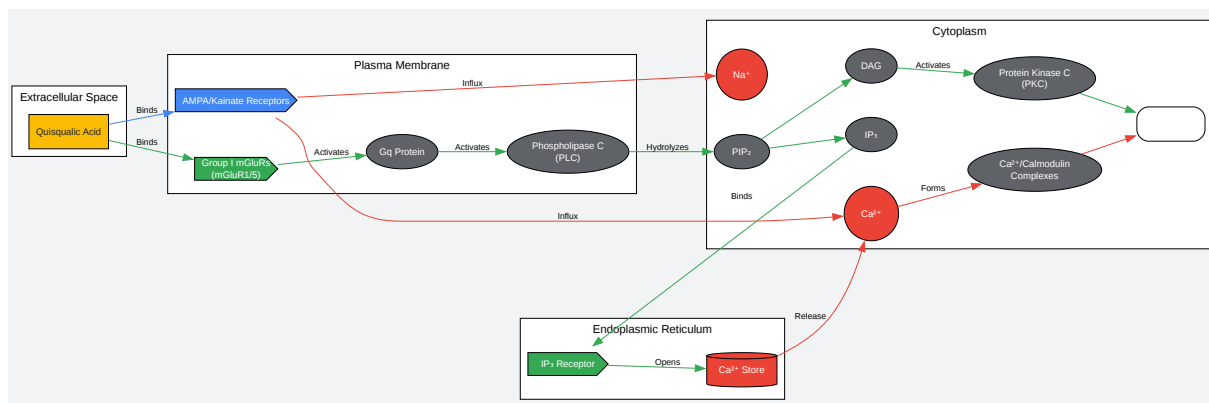 Extracellular Space
Quisqualic Acid
Binds
Binds
Plasma Membrane
AMPA/Kainate Receptors
Group I mGluRs
(mGluR1/5)
Activates
Gq Protein
Activates
Phospholipase C
(PLC)
Influx
Influx
Hydrolyzes
Cytoplasm
Na⁺
PIP₂
DAG
Activates
Protein Kinase C
(PKC)
IP₃
Binds
Ca²⁺
Forms
Ca²⁺/Calmodulin
Complexes
Release
Endoplasmic Reticulum
IP₃ Receptor
Opens
Ca²⁺ Store